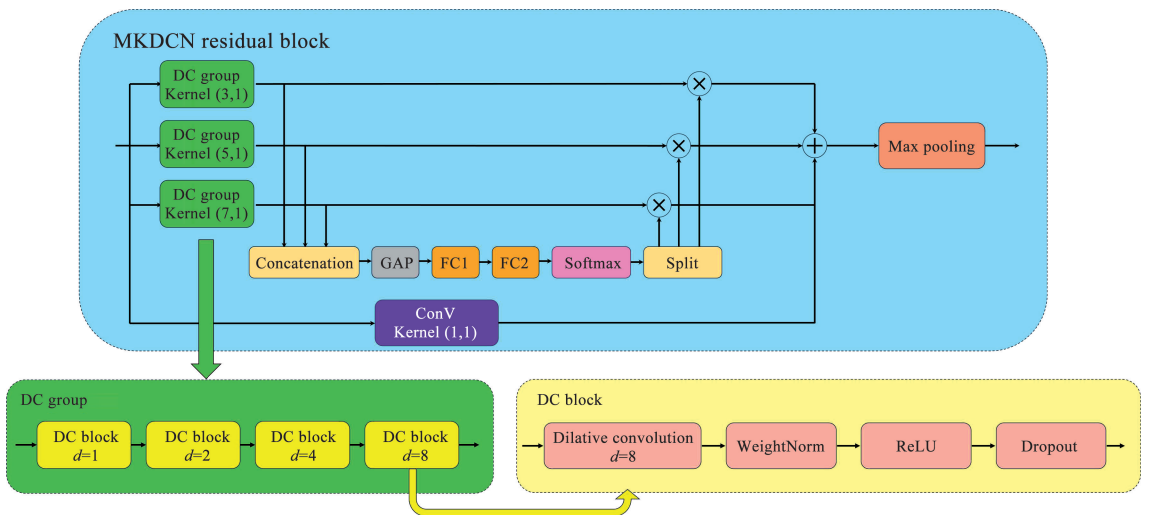 MKDCN residual block
DC group
Kernel (3,1)
DC group
Kernel (5,1)
DC group
Kernel (7,1)
×
×
×
+
Max pooling
Concatenation
GAP
FC1
FC2
Softmax
Split
ConV
Kernel (1,1)
DC group
DC block
d=1
DC block
d=2
DC block
d=4
DC block
d=8
DC block
Dilative convolution
d=8
WeightNorm
ReLU
Dropout